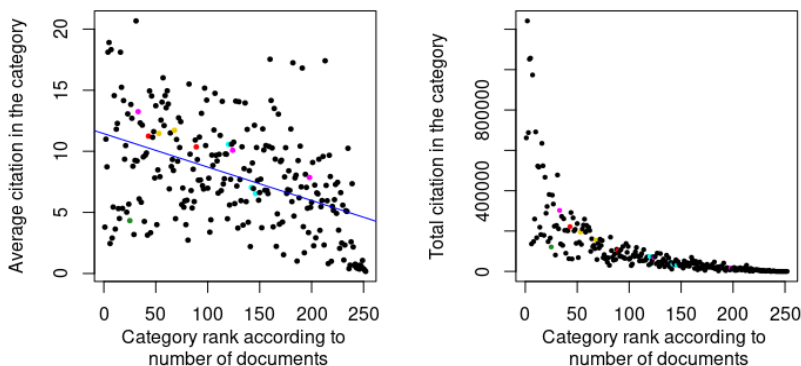 Average citation in the category
20
15
10
5
0
0 50 100 150 200 250
Category rank according to
number of documents
Total citation in the category
800000
400000
0
0 50 100 150 200 250
Category rank according to
number of documents